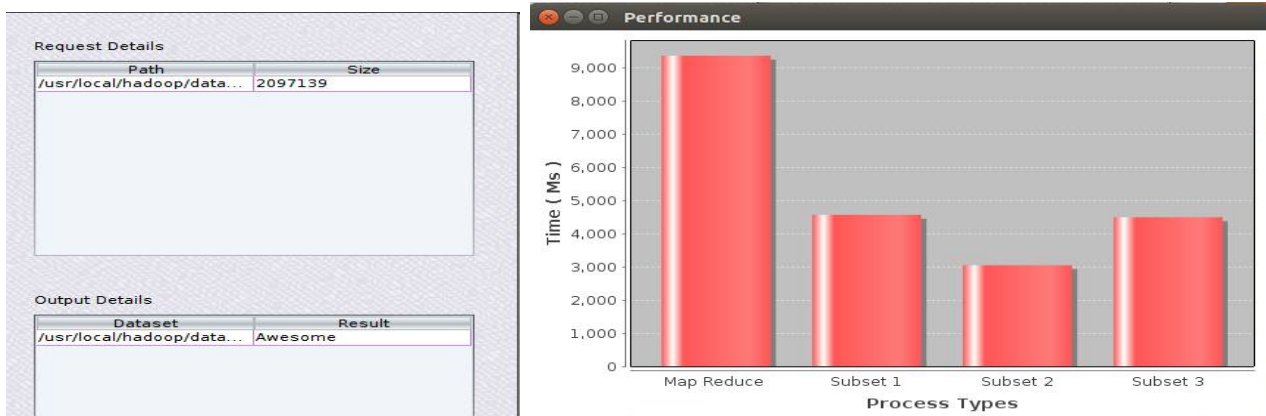 Request Details
Path Size
/usr/local/hadoop/data... 2097139
Output Details
Dataset Result
/usr/local/hadoop/data... Awesome
Performance
9,000
8,000
7,000
6,000
5,000
4,000
3,000
2,000
1,000
0
Time ( Ms )
Map Reduce Subset 1 Subset 2 Subset 3
Process Types